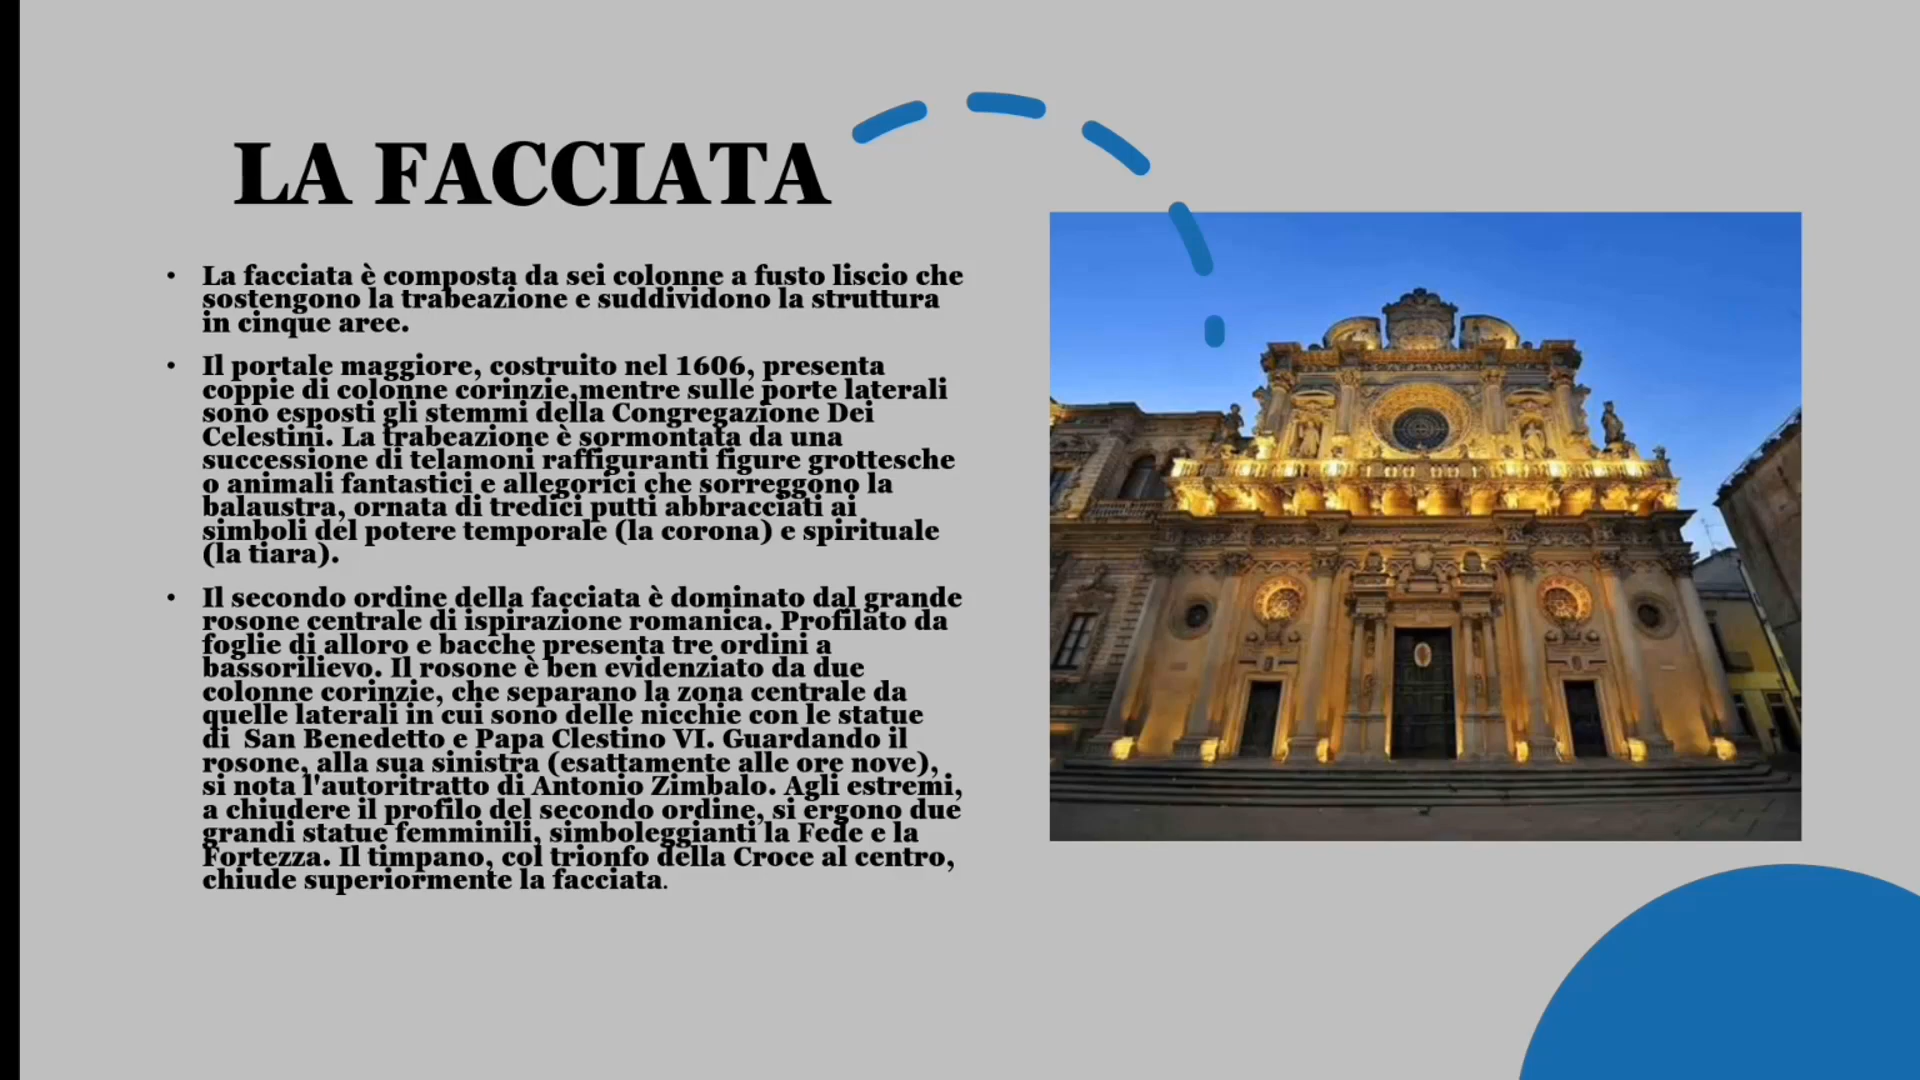 LA FACCIATA
• La facciata è composta da sei colonne a fusto liscio che
sostengono la trabeazione e suddividono la struttura
in cinque aree.
• Il portale maggiore, costruito nel 1606, presenta
coppie di colonne corinzie,mentre sulle porte laterali
sono esposti gli stemmi della Congregazione Dei
Celestini. La trabeazione è sormontata da una
successione di telamoni raffiguranti figure grottesche
o animali fantastici e allegorici che sorreggono la
balaustra, ornata di tredici putti abbracciati ai
simboli del potere temporale (la corona) e spirituale
(la tiara).
• Il secondo ordine della facciata è dominato dal grande
rosone centrale di ispirazione romanica. Profilato da
foglie di alloro e bacche presenta tre ordini a
bassorilievo. Il rosone è ben evidenziato da due
colonne corinzie, che separano la zona centrale da
quelle laterali in cui sono delle nicchie con le statue
di  San Benedetto e Papa Clestino VI. Guardando il
rosone, alla sua sinistra (esattamente alle ore nove),
si nota l'autoritratto di Antonio Zimbalo. Agli estremi,
a chiudere il profilo del secondo ordine, si ergono due
grandi statue femminili, simboleggianti la Fede e la
Fortezza. Il timpano, col trionfo della Croce al centro,
chiude superiormente la facciata.